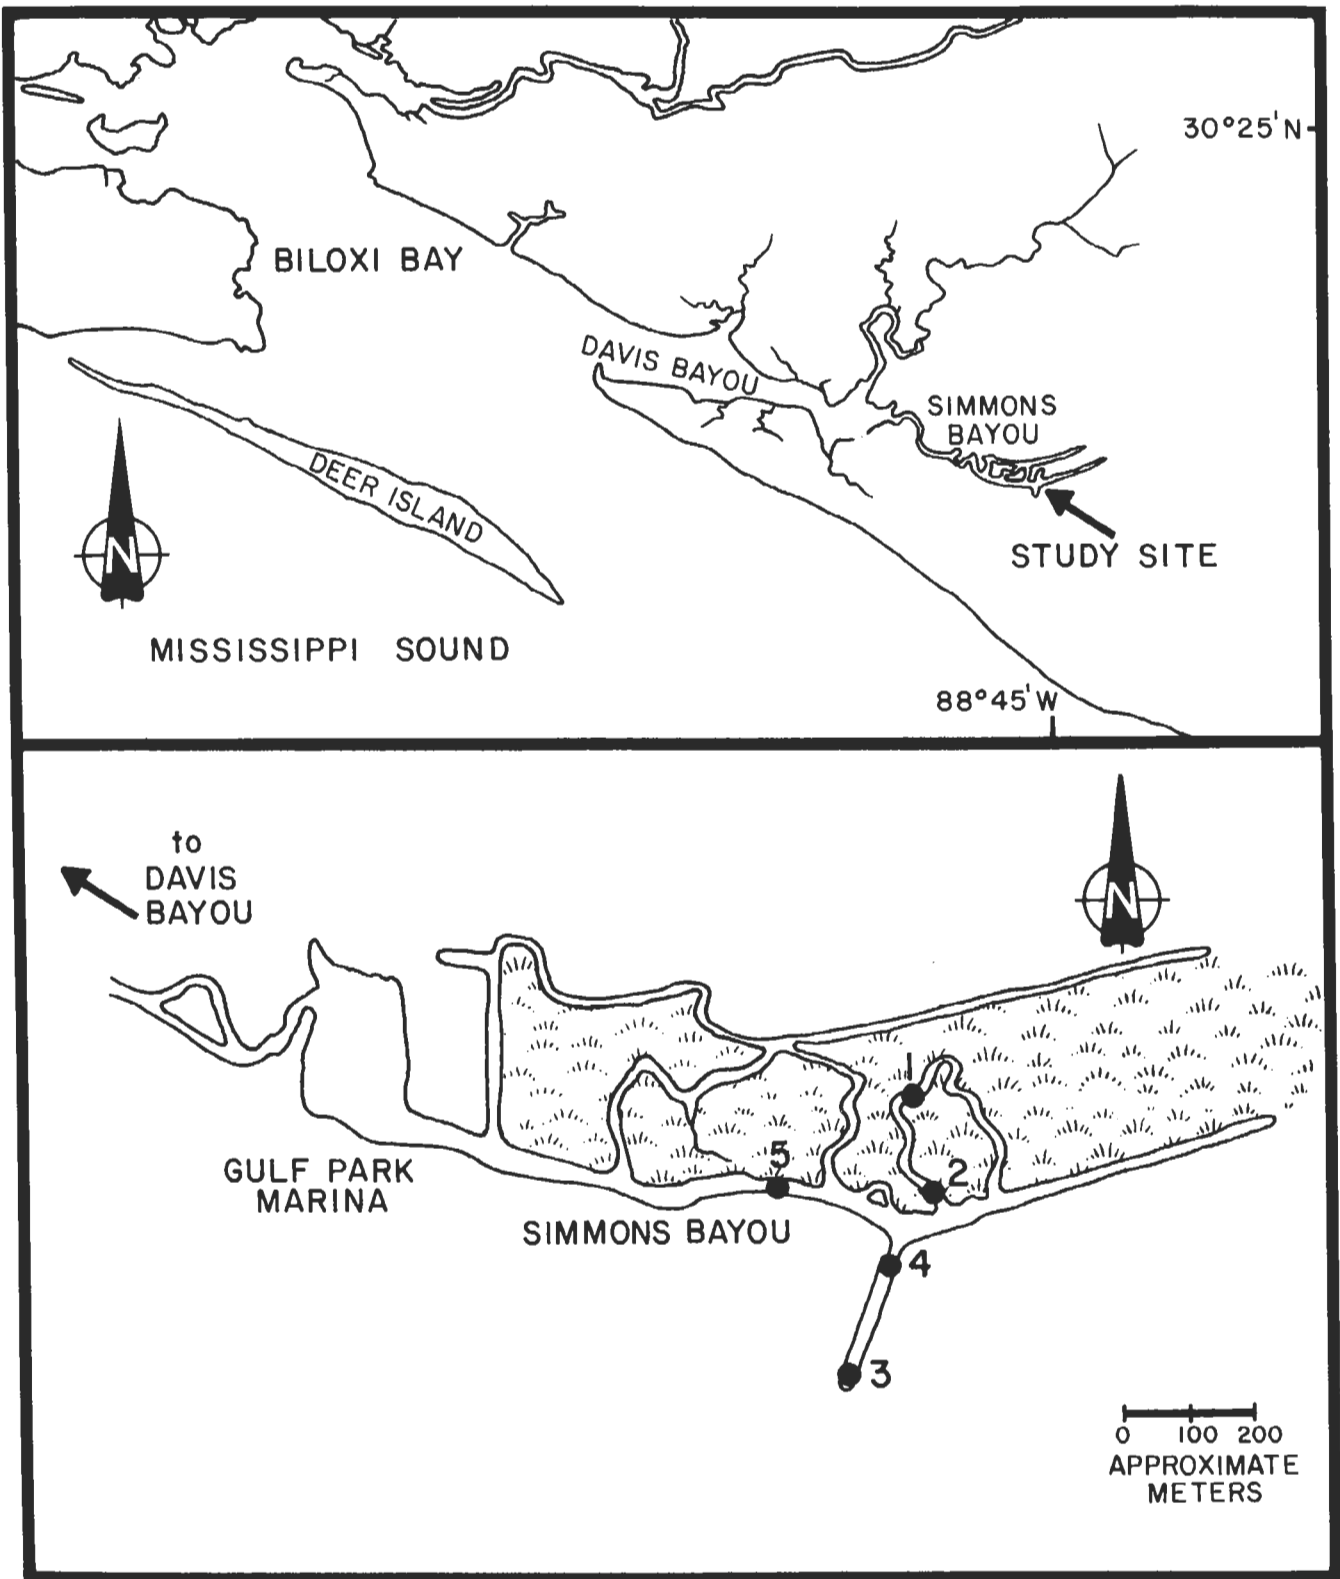 30°25'N
BILOXI BAY
DAVIS BAYOU
SIMMONS
BAYOU
DEER ISLAND
N
STUDY SITE
MISSISSIPPI SOUND
88°45'W
to
DAVIS
BAYOU
N
1
5
2
GULF PARK
MARINA
SIMMONS BAYOU
4
3
0 100 200
APPROXIMATE
METERS